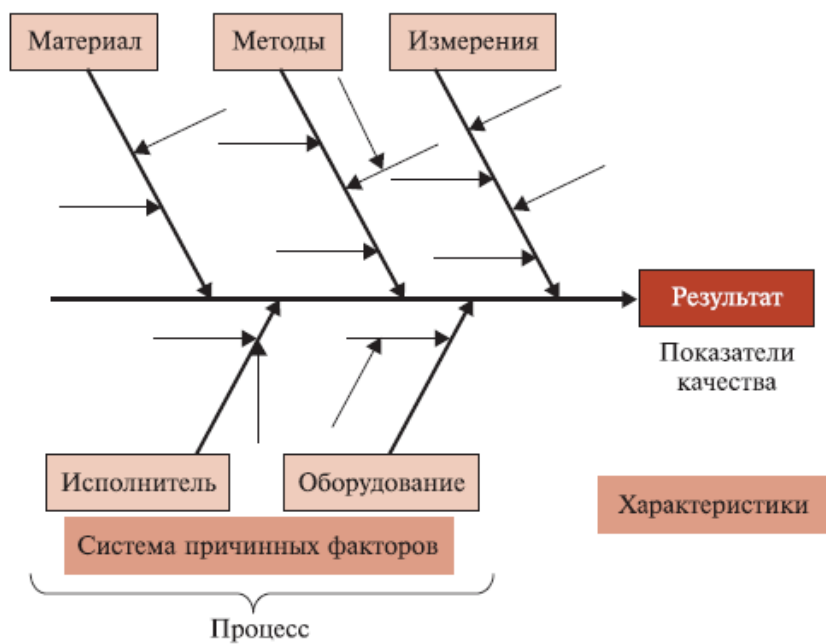 Материал
Методы
Измерения
Результат
Показатели
качества
Исполнитель
Оборудование
Характеристики
Система причинных факторов
Процесс